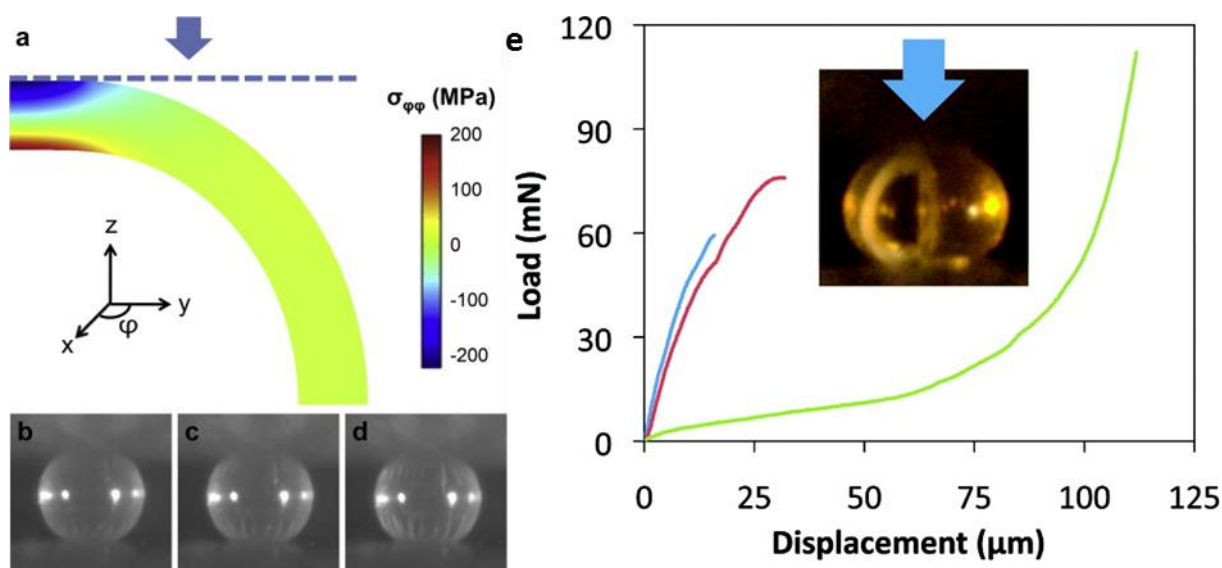 a
σφφ (MPa)
200
100
0
-100
-200
z
y
x
φ
b
c
d
e
120
90
60
30
0
Load (mN)
0 25 50 75 100 125
Displacement (μm)